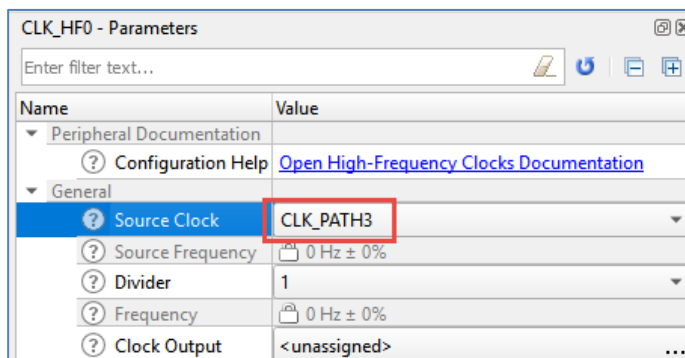 CLK_HF0 - Parameters
Enter filter text...
Name Value
Peripheral Documentation
? Configuration Help Open High-Frequency Clocks Documentation
General
? Source Clock CLK_PATH3
? Source Frequency 0 Hz ± 0%
? Divider 1
? Frequency 0 Hz ± 0%
? Clock Output <unassigned> ...